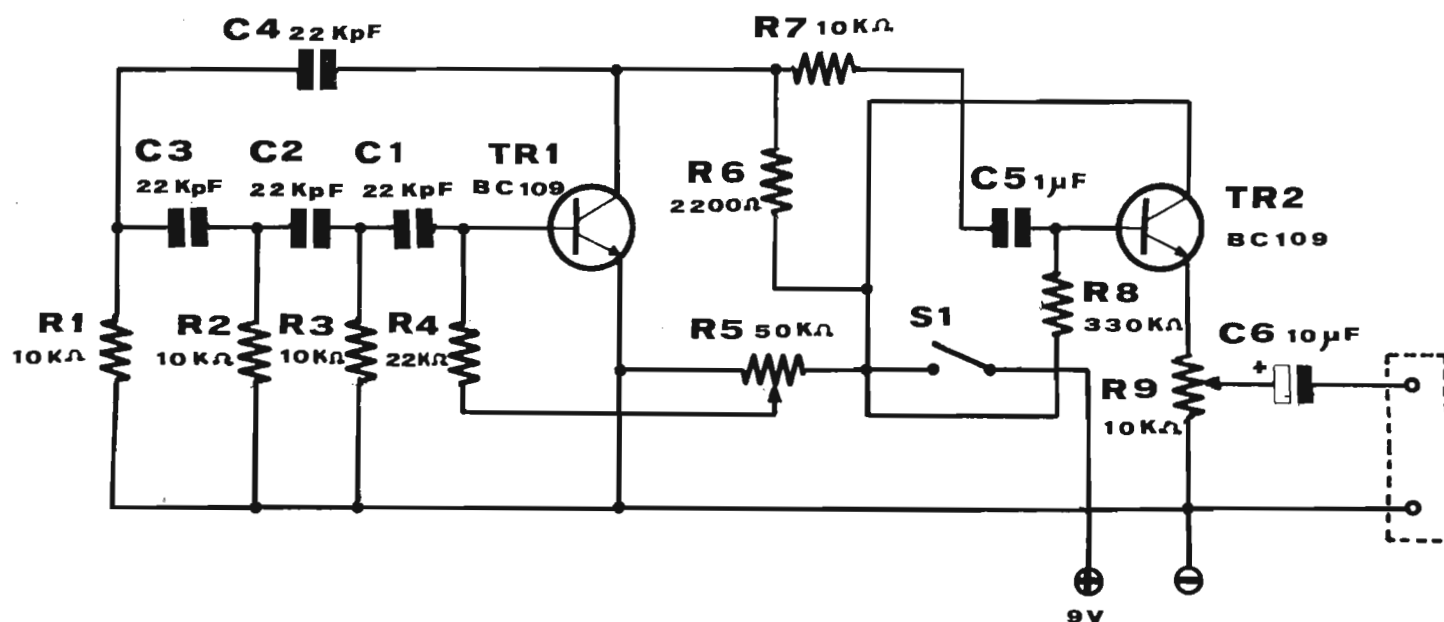 C4 22 KpF
R7 10KΩ
C3
22 KpF
C2
22 KpF
C1
22 KpF
TR1
BC109
R6
2200Ω
C5 1µF
TR2
BC109
R1
10KΩ
R2
10KΩ
R3
10KΩ
R4
22KΩ
R5 50KΩ
S1
R8
330KΩ
C6 10µF
+
R9
10KΩ
+
−
9V